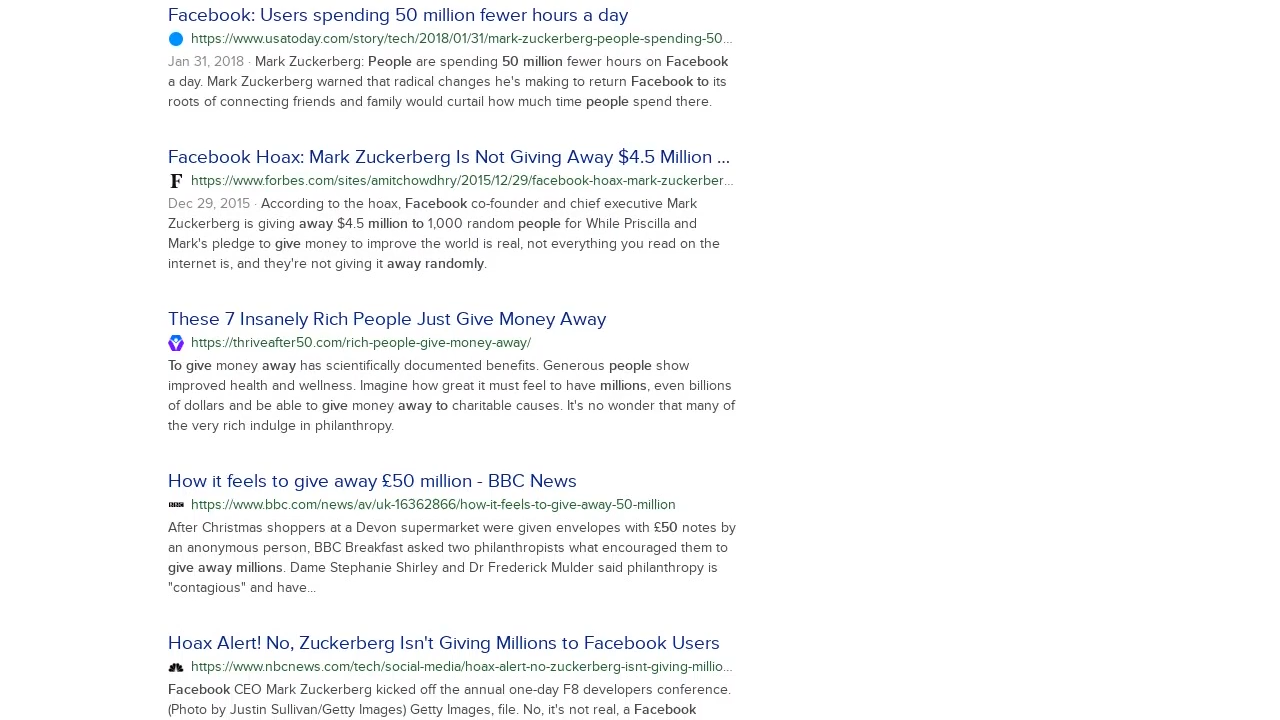 Facebook: Users spending 50 million fewer hours a day
https://www.usatoday.com/story/tech/2018/01/31/mark-zuckerberg-people-spending-50...
Jan 31, 2018 · Mark Zuckerberg: People are spending 50 million fewer hours on Facebook
a day. Mark Zuckerberg warned that radical changes he's making to return Facebook to its
roots of connecting friends and family would curtail how much time people spend there.
Facebook Hoax: Mark Zuckerberg Is Not Giving Away $4.5 Million ...
F https://www.forbes.com/sites/amitchowdhry/2015/12/29/facebook-hoax-mark-zuckerber...
Dec 29, 2015 · According to the hoax, Facebook co-founder and chief executive Mark
Zuckerberg is giving away $4.5 million to 1,000 random people for While Priscilla and
Mark's pledge to give money to improve the world is real, not everything you read on the
internet is, and they're not giving it away randomly.
These 7 Insanely Rich People Just Give Money Away
https://thriveafter50.com/rich-people-give-money-away/
To give money away has scientifically documented benefits. Generous people show
improved health and wellness. Imagine how great it must feel to have millions, even billions
of dollars and be able to give money away to charitable causes. It's no wonder that many of
the very rich indulge in philanthropy.
How it feels to give away £50 million - BBC News
BBC https://www.bbc.com/news/av/uk-16362866/how-it-feels-to-give-away-50-million
After Christmas shoppers at a Devon supermarket were given envelopes with £50 notes by
an anonymous person, BBC Breakfast asked two philanthropists what encouraged them to
give away millions. Dame Stephanie Shirley and Dr Frederick Mulder said philanthropy is
"contagious" and have...
Hoax Alert! No, Zuckerberg Isn't Giving Millions to Facebook Users
https://www.nbcnews.com/tech/social-media/hoax-alert-no-zuckerberg-isnt-giving-millio...
Facebook CEO Mark Zuckerberg kicked off the annual one-day F8 developers conference.
(Photo by Justin Sullivan/Getty Images) Getty Images, file. No, it's not real, a Facebook